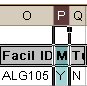 O P Q
Facil ID M
ALG105 Y N